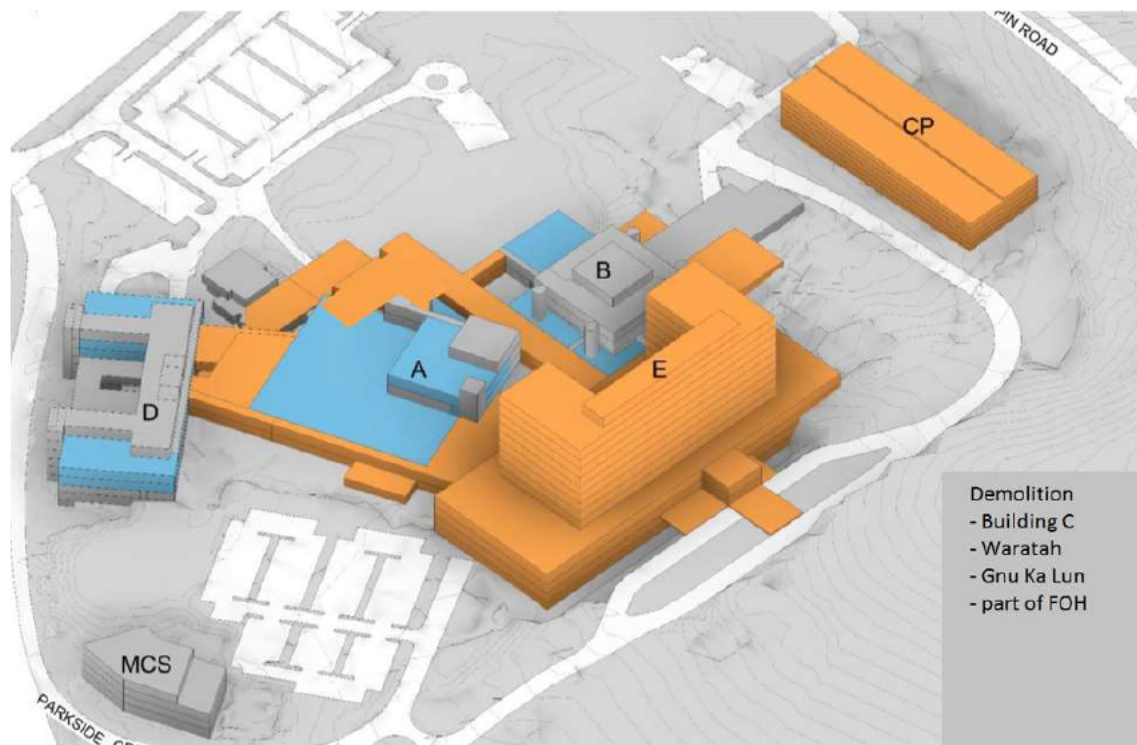 PIN ROAD
CP
B
A
E
D
Demolition
- Building C
- Waratah
- Gnu Ka Lun
- part of FOH
MCS
PARKSIDE